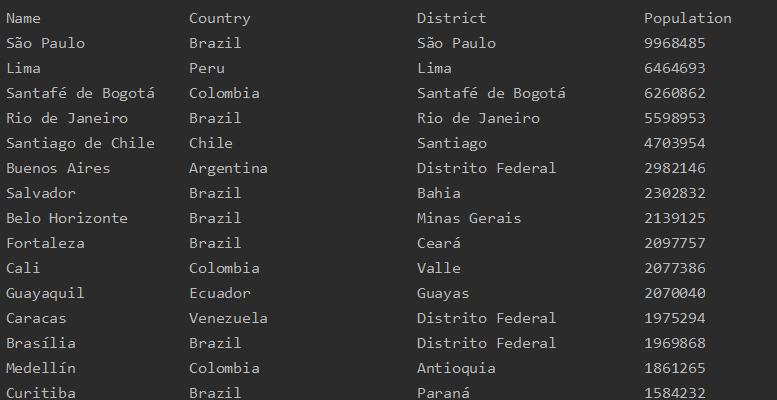 Name Country District Population
São Paulo Brazil São Paulo 9968485
Lima Peru Lima 6464693
Santafé de Bogotá Colombia Santafé de Bogotá 6260862
Rio de Janeiro Brazil Rio de Janeiro 5598953
Santiago de Chile Chile Santiago 4703954
Buenos Aires Argentina Distrito Federal 2982146
Salvador Brazil Bahia 2302832
Belo Horizonte Brazil Minas Gerais 2139125
Fortaleza Brazil Ceará 2097757
Cali Colombia Valle 2077386
Guayaquil Ecuador Guayas 2070040
Caracas Venezuela Distrito Federal 1975294
Brasília Brazil Distrito Federal 1969868
Medellín Colombia Antioquia 1861265
Curitiba Brazil Paraná 1584232